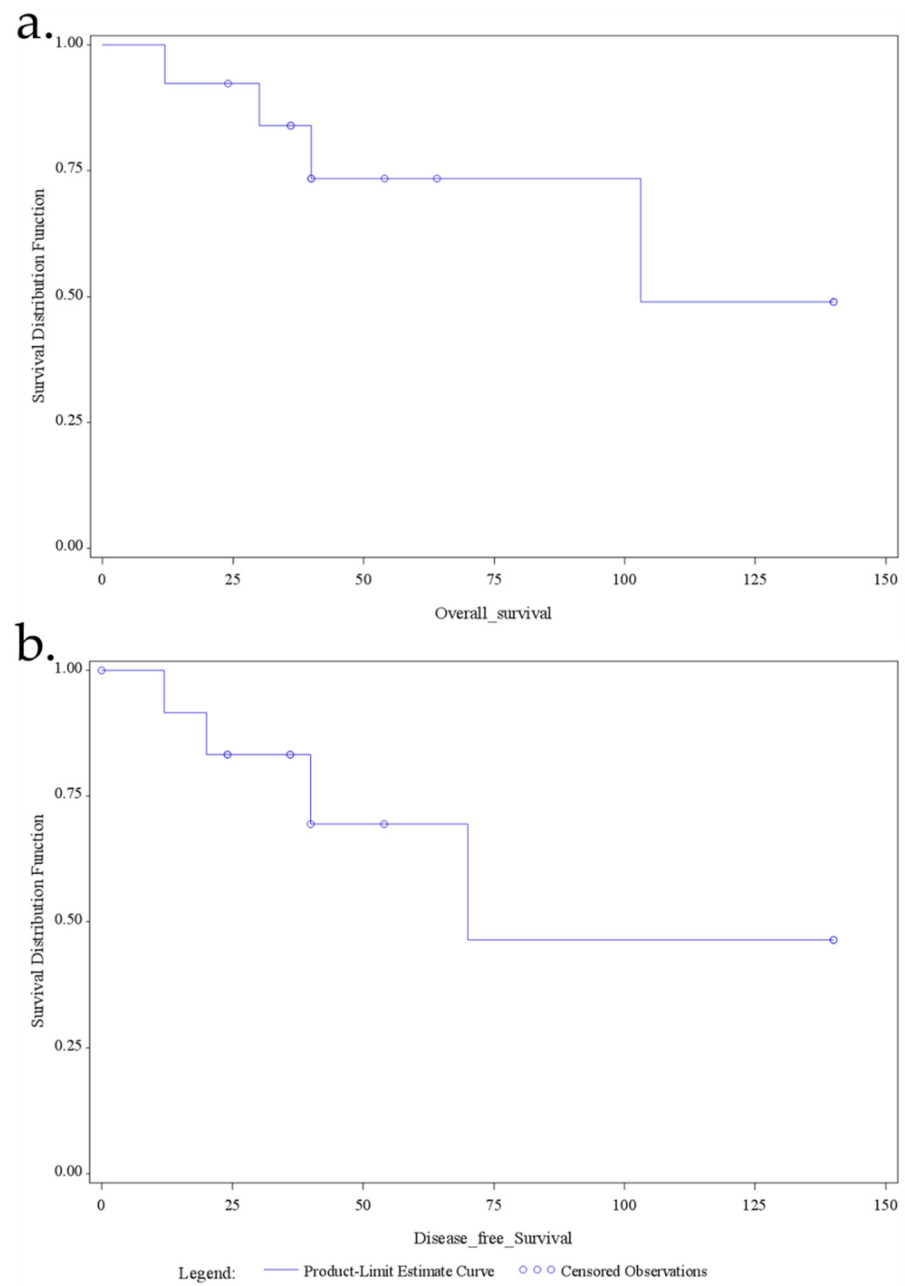 a.
1.00
0.75
0.50
0.25
0.00
Survival Distribution Function
0 25 50 75 100 125 150
Overall_survival
b.
1.00
0.75
0.50
0.25
0.00
Survival Distribution Function
0 25 50 75 100 125 150
Disease_free_Survival
Legend: Product-Limit Estimate Curve Censored Observations